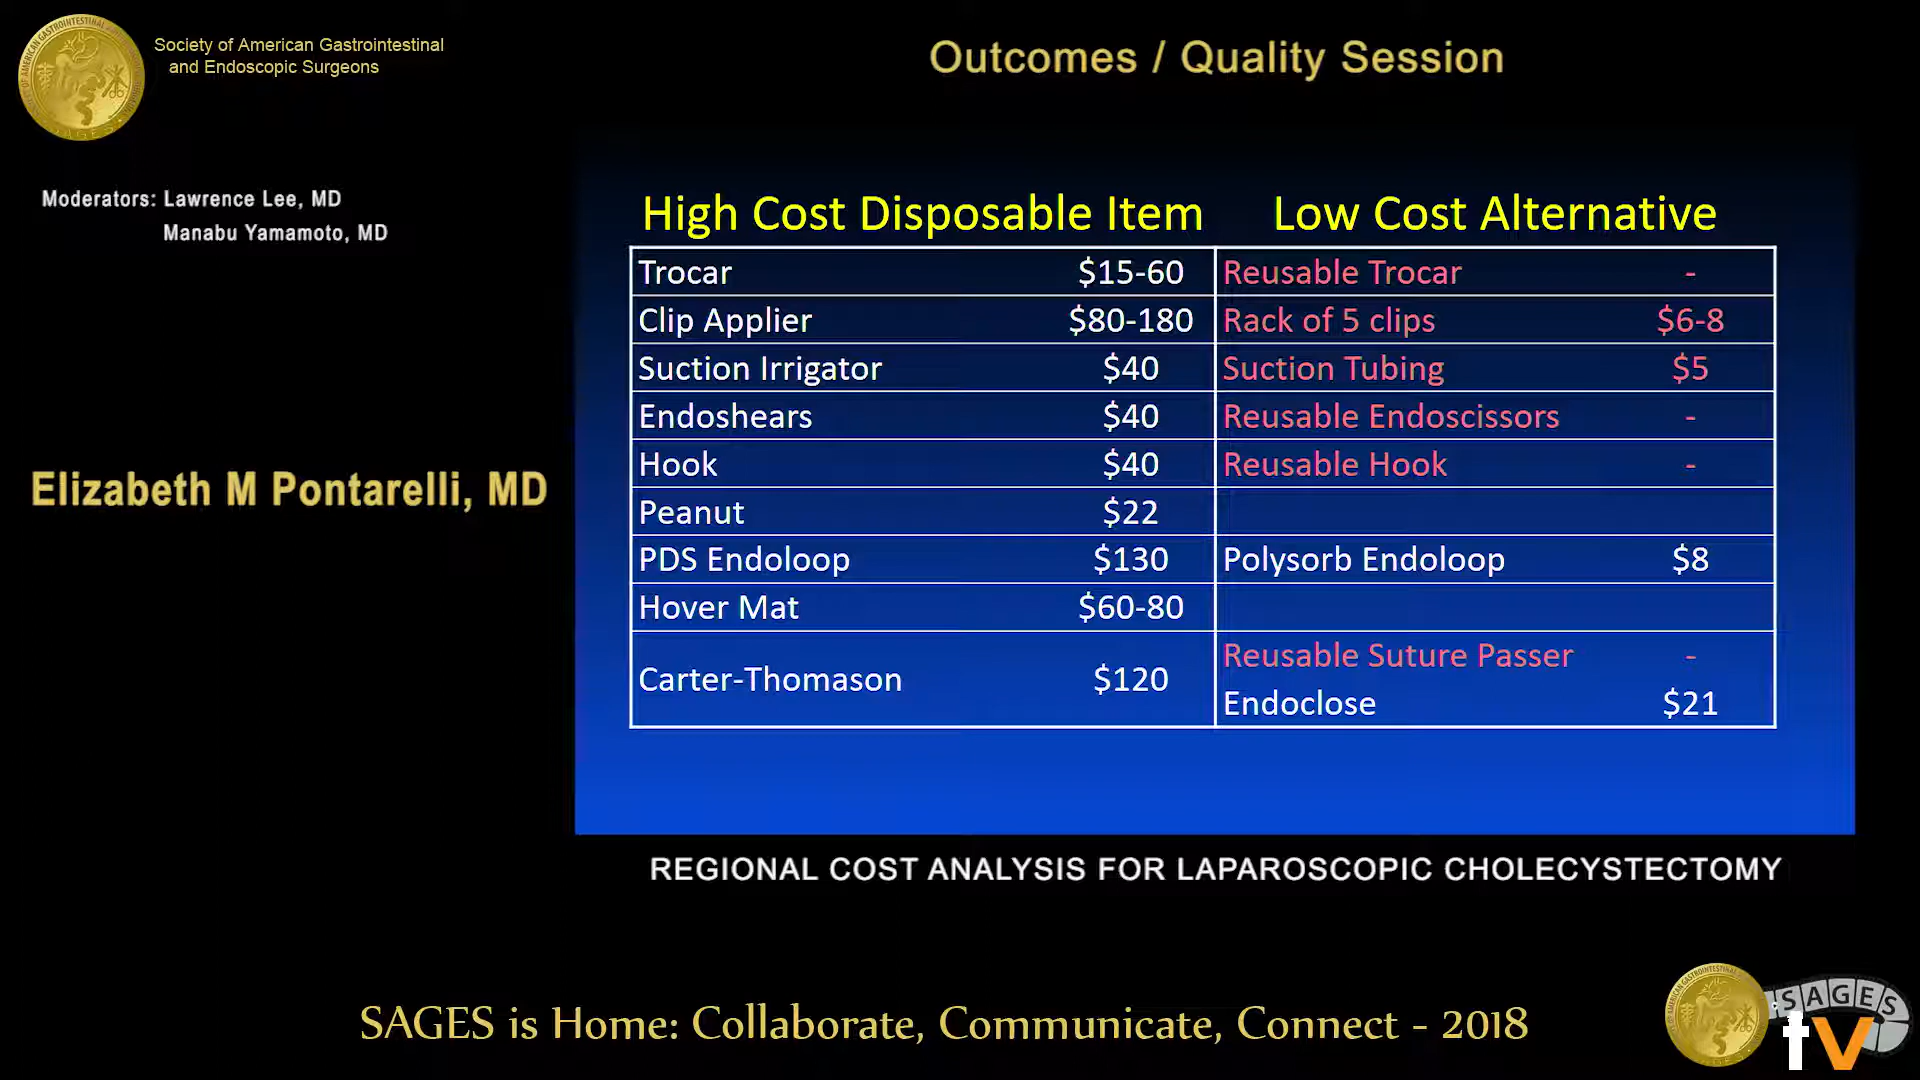 Society of American Gastrointestinal
and Endoscopic Surgeons
Outcomes / Quality Session
Moderators: Lawrence Lee, MD
Manabu Yamamoto, MD
Elizabeth M Pontarelli, MD
High Cost Disposable Item Low Cost Alternative
Trocar $15-60 Reusable Trocar -
Clip Applier $80-180 Rack of 5 clips $6-8
Suction Irrigator $40 Suction Tubing $5
Endoshears $40 Reusable Endoscissors -
Hook $40 Reusable Hook -
Peanut $22
PDS Endoloop $130 Polysorb Endoloop $8
Hover Mat $60-80
Carter-Thomason $120 Reusable Suture Passer -
Endoclose $21
REGIONAL COST ANALYSIS FOR LAPAROSCOPIC CHOLECYSTECTOMY
SAGES is Home: Collaborate, Communicate, Connect - 2018
SAGES
tv